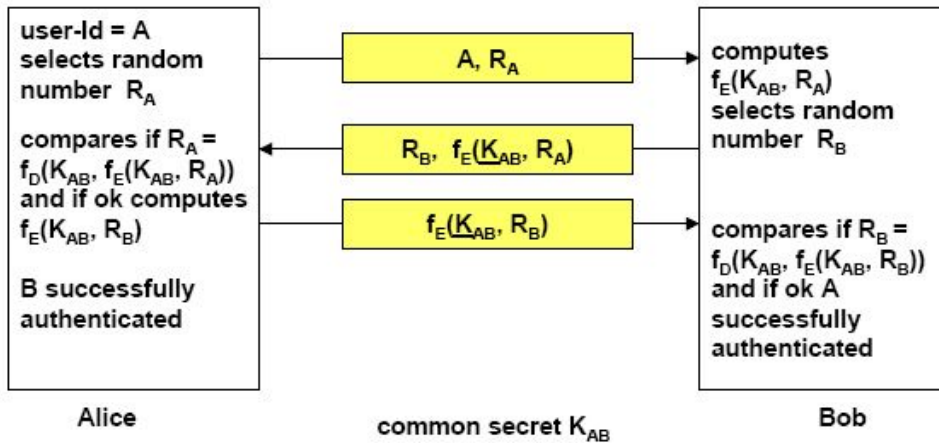 user-Id = A
selects random
number R_A
compares if R_A =
f_D(K_AB, f_E(K_AB, R_A))
and if ok computes
f_E(K_AB, R_B)
B successfully
authenticated
A, R_A
R_B, f_E(K_AB, R_A)
f_E(K_AB, R_B)
computes
f_E(K_AB, R_A)
selects random
number R_B
compares if R_B =
f_D(K_AB, f_E(K_AB, R_B))
and if ok A
successfully
authenticated
Alice
common secret K_AB
Bob